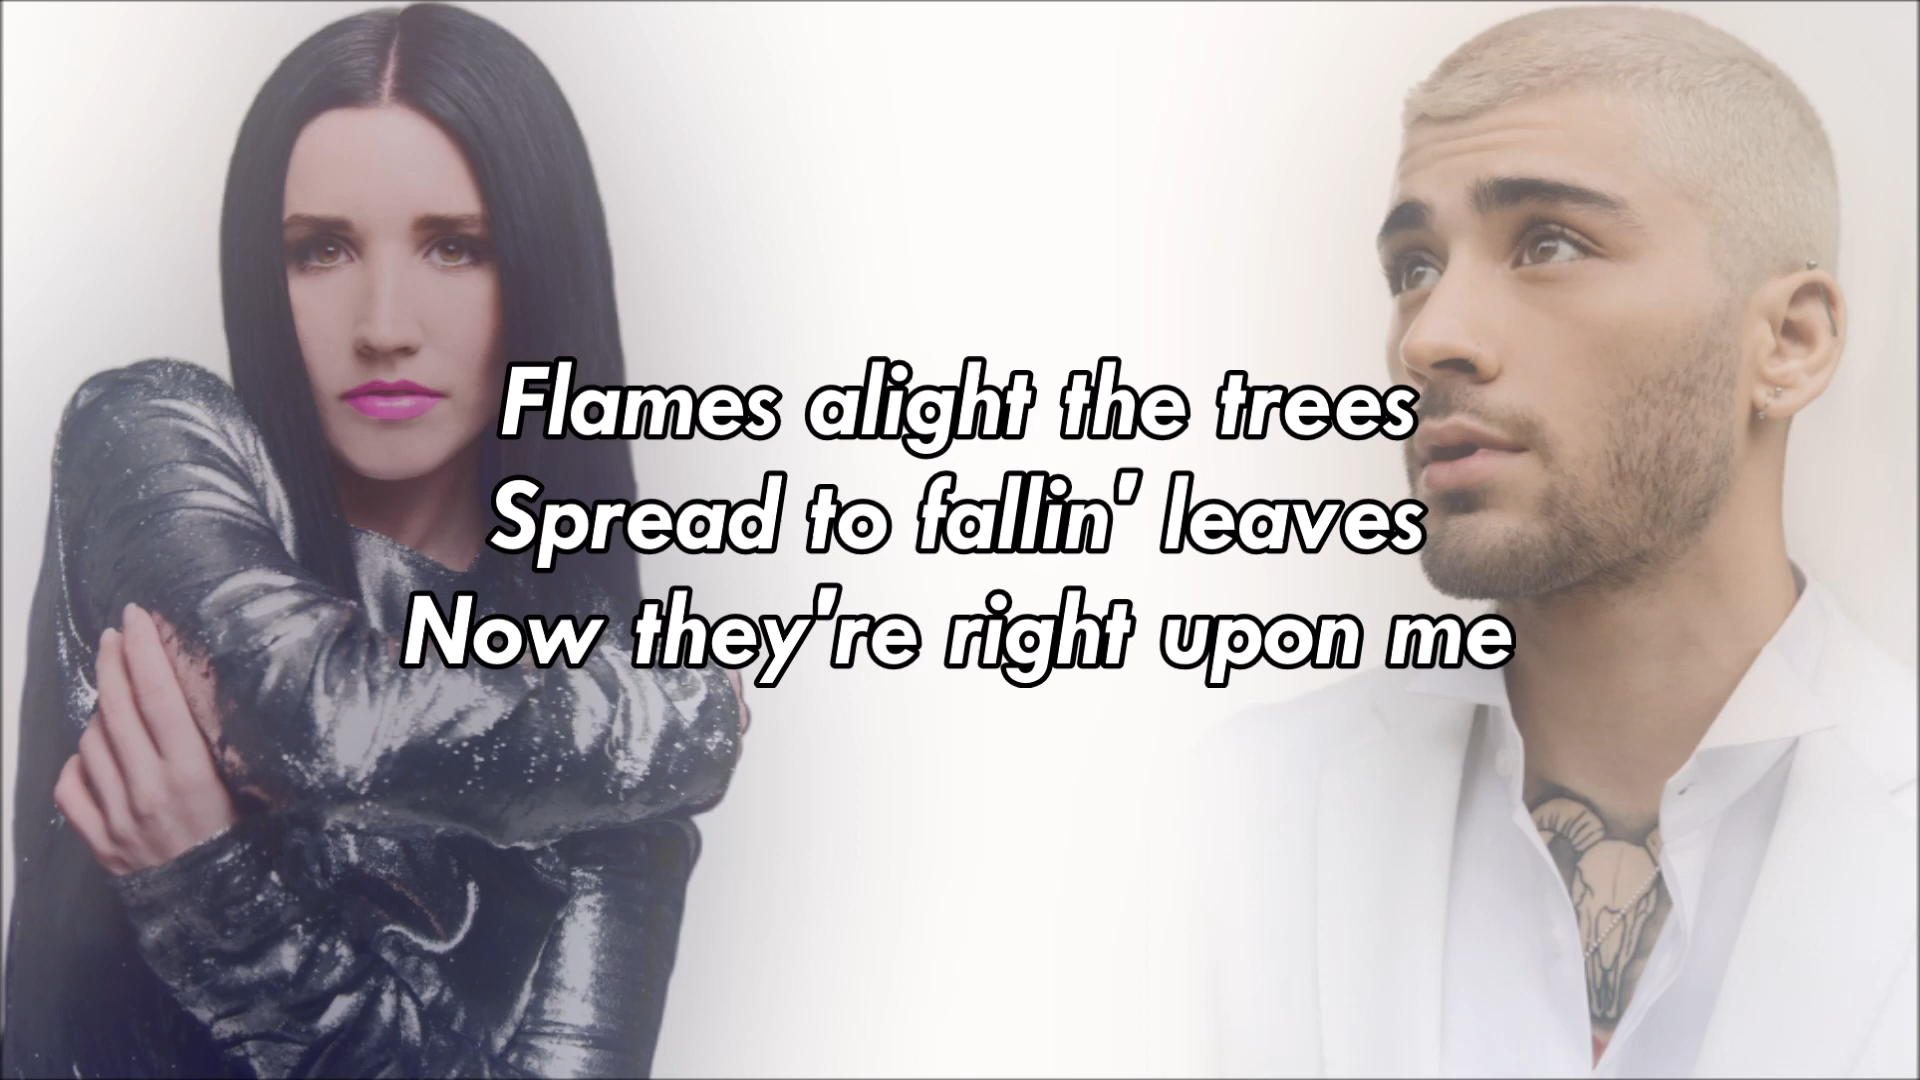 Flames alight the trees
Spread to fallin' leaves
Now they're right upon me